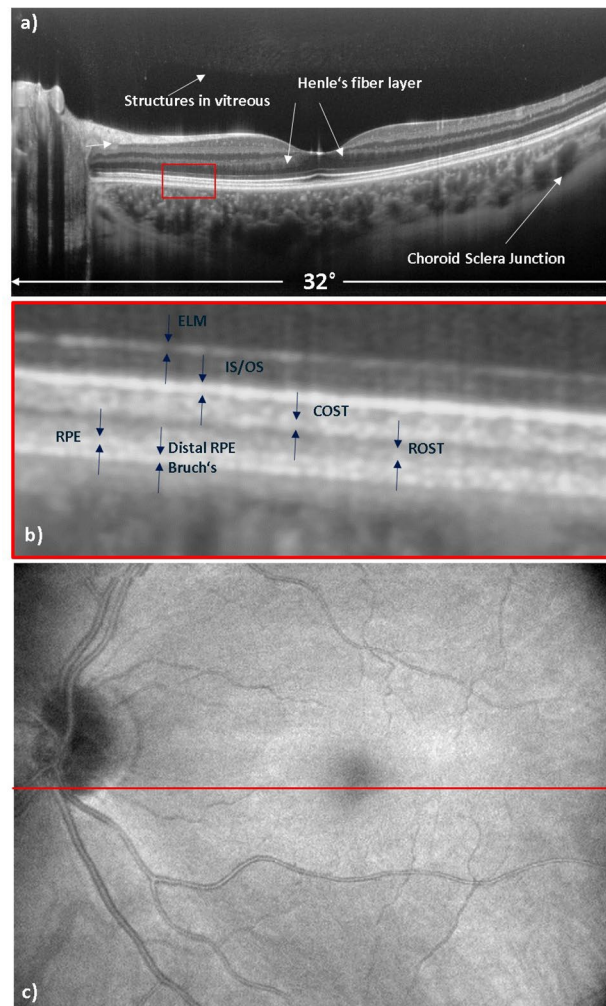 a)
Structures in vitreous
Henle‘s fiber layer
Choroid Sclera Junction
32°
ELM
IS/OS
COST
RPE
Distal RPE
Bruch‘s
ROST
b)
c)